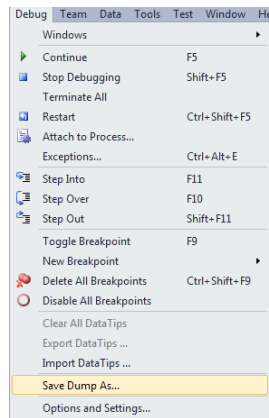 Debug Team Data Tools Test Window
Windows
Continue F5
Stop Debugging Shift+F5
Terminate All
Restart Ctrl+Shift+F5
Attach to Process...
Exceptions... Ctrl+Alt+E
Step Into F11
Step Over F10
Step Out Shift+F11
Toggle Breakpoint F9
New Breakpoint
Delete All Breakpoints Ctrl+Shift+F9
Disable All Breakpoints
Clear All DataTips
Export DataTips ...
Import DataTips ...
Save Dump As...
Options and Settings...